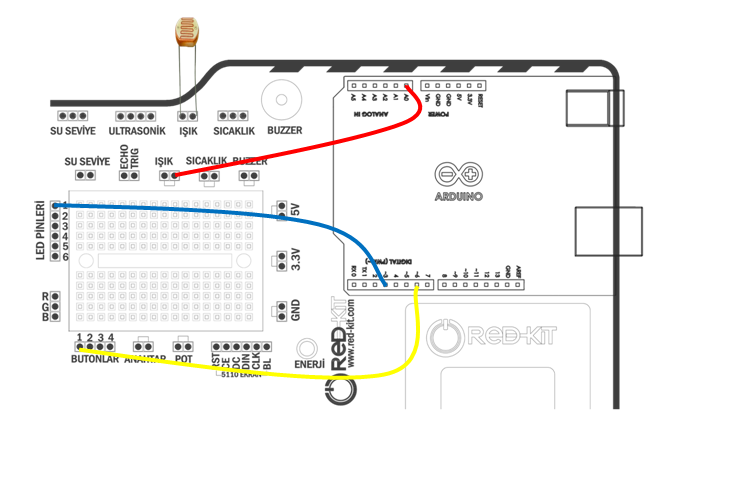 A5 A4 A3 A2 A1 A0
Vin GND GND 5V 3.3V RESET
ANALOG IN
POWER
SU SEVİYE ULTRASONİK IŞIK SICAKLIK BUZZER
SU SEVİYE ECHO TRIG IŞIK SICAKLIK BUZZER
ARDUINO
LED PINLERİ
1
2
3
4
5
6
5V
3.3V
GND
DIGITAL (PWM~)
RX 0 TX 1 2 ~3 4 ~5 ~6 7
8 ~9 ~10 ~11 12 13 GND AREF
R
G
B
1 2 3 4
BUTONLAR ANAHTAR POT
RST CE DC DIN CLK BL
5110 EKRAN
ENERJİ
ReD-KIT
www.red-kit.com
ReD-KIT